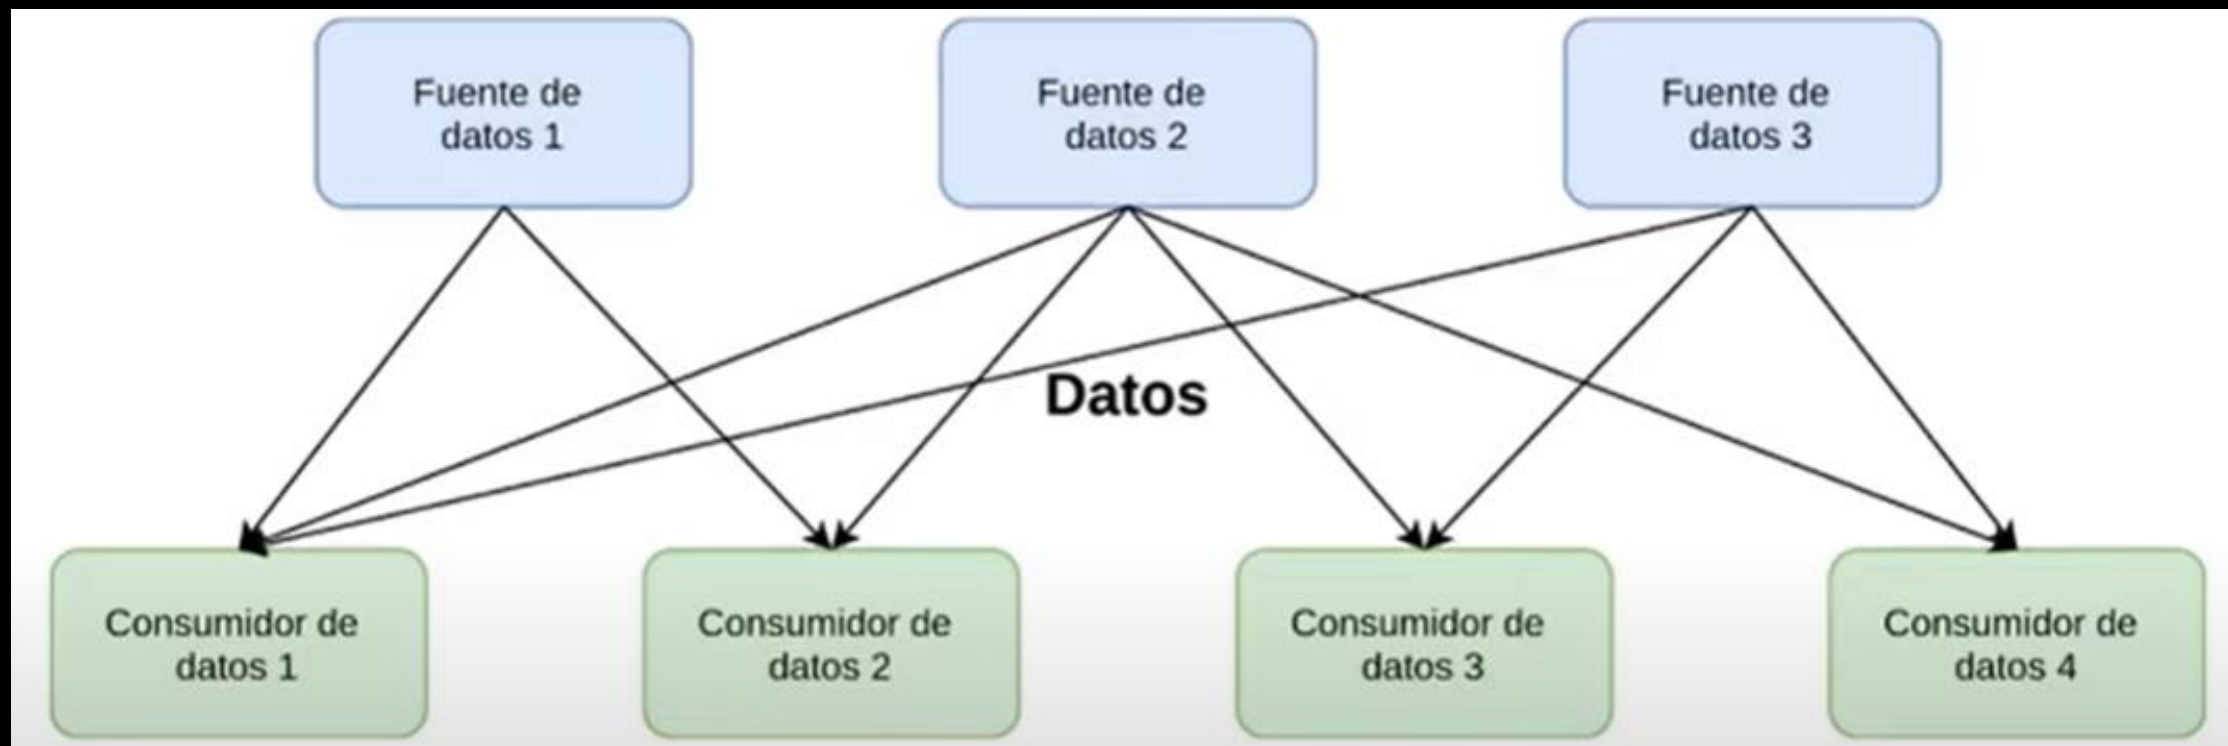 Fuente de
datos 1
Fuente de
datos 2
Fuente de
datos 3
Datos
Consumidor de
datos 1
Consumidor de
datos 2
Consumidor de
datos 3
Consumidor de
datos 4